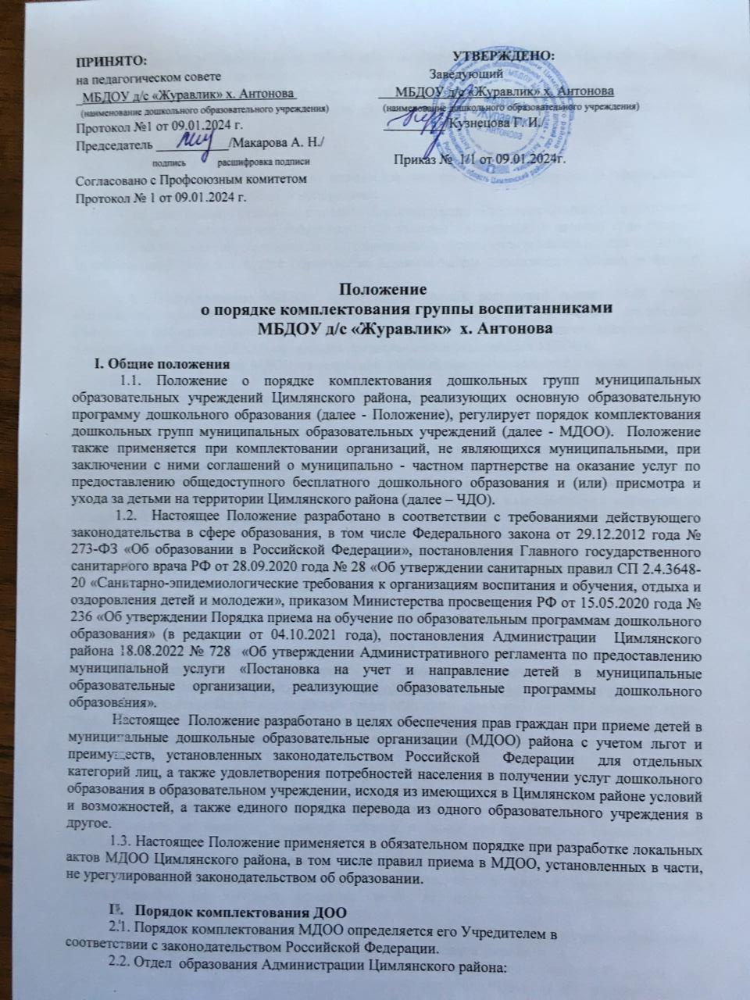 ПРИНЯТО:
на педагогическом совете
МБДОУ д/с «Журавлик» х. Антонова
(наименование дошкольного образовательного учреждения)
Протокол №1 от 09.01.2024 г.
Председатель ___________/Макарова А. Н./
подпись расшифровка подписи
Согласовано с Профсоюзным комитетом
Протокол № 1 от 09.01.2024 г.
УТВЕРЖДЕНО:
Заведующий
МБДОУ д/с «Журавлик» х. Антонова
(наименование дошкольного образовательного учреждения)
__________/Кузнецова Г. И./
Приказ № 1/1 от 09.01.2024г.
Положение
о порядке комплектования группы воспитанниками
МБДОУ д/с «Журавлик» х. Антонова
I. Общие положения
1.1. Положение о порядке комплектования дошкольных групп муниципальных
образовательных учреждений Цимлянского района, реализующих основную образовательную
программу дошкольного образования (далее - Положение), регулирует порядок комплектования
дошкольных групп муниципальных образовательных учреждений (далее - МДОО). Положение
также применяется при комплектовании организаций, не являющихся муниципальными, при
заключении с ними соглашений о муниципально - частном партнерстве на оказание услуг по
предоставлению общедоступного бесплатного дошкольного образования и (или) присмотра и
ухода за детьми на территории Цимлянского района (далее – ЧДО).
1.2. Настоящее Положение разработано в соответствии с требованиями действующего
законодательства в сфере образования, в том числе Федерального закона от 29.12.2012 года №
273-ФЗ «Об образовании в Российской Федерации», постановления Главного государственного
санитарного врача РФ от 28.09.2020 года № 28 «Об утверждении санитарных правил СП 2.4.3648-
20 «Санитарно-эпидемиологические требования к организациям воспитания и обучения, отдыха и
оздоровления детей и молодежи», приказом Министерства просвещения РФ от 15.05.2020 года №
236 «Об утверждении Порядка приема на обучение по образовательным программам дошкольного
образования» (в редакции от 04.10.2021 года), постановления Администрации Цимлянского
района 18.08.2022 № 728 «Об утверждении Административного регламента по предоставлению
муниципальной услуги «Постановка на учет и направление детей в муниципальные
образовательные организации, реализующие образовательные программы дошкольного
образования».
Настоящее Положение разработано в целях обеспечения прав граждан при приеме детей в
муниципальные дошкольные образовательные организации (МДОО) района с учетом льгот и
преимуществ, установленных законодательством Российской Федерации для отдельных
категорий лиц, а также удовлетворения потребностей населения в получении услуг дошкольного
образования в образовательном учреждении, исходя из имеющихся в Цимлянском районе условий
и возможностей, а также единого порядка перевода из одного образовательного учреждения в
другое.
1.3. Настоящее Положение применяется в обязательном порядке при разработке локальных
актов МДОО Цимлянского района, в том числе правил приема в МДОО, установленных в части,
не урегулированной законодательством об образовании.
II. Порядок комплектования ДОО
2.1. Порядок комплектования МДОО определяется его Учредителем в
соответствии с законодательством Российской Федерации.
2.2. Отдел образования Администрации Цимлянского района: